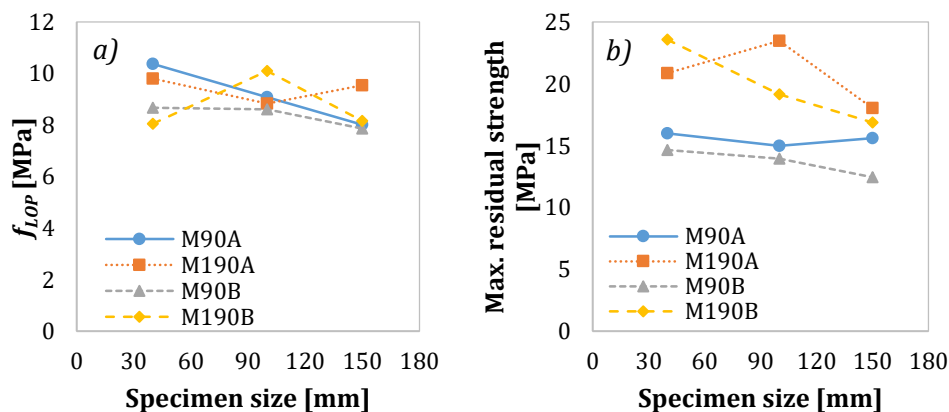 a)
f_LOP [MPa]
12
10
8
6
4
2
0
M90A
M190A
M90B
M190B
0 30 60 90 120 150 180
Specimen size [mm]
b)
Max. residual strength
[MPa]
25
20
15
10
5
0
M90A
M190A
M90B
M190B
0 30 60 90 120 150 180
Specimen size [mm]